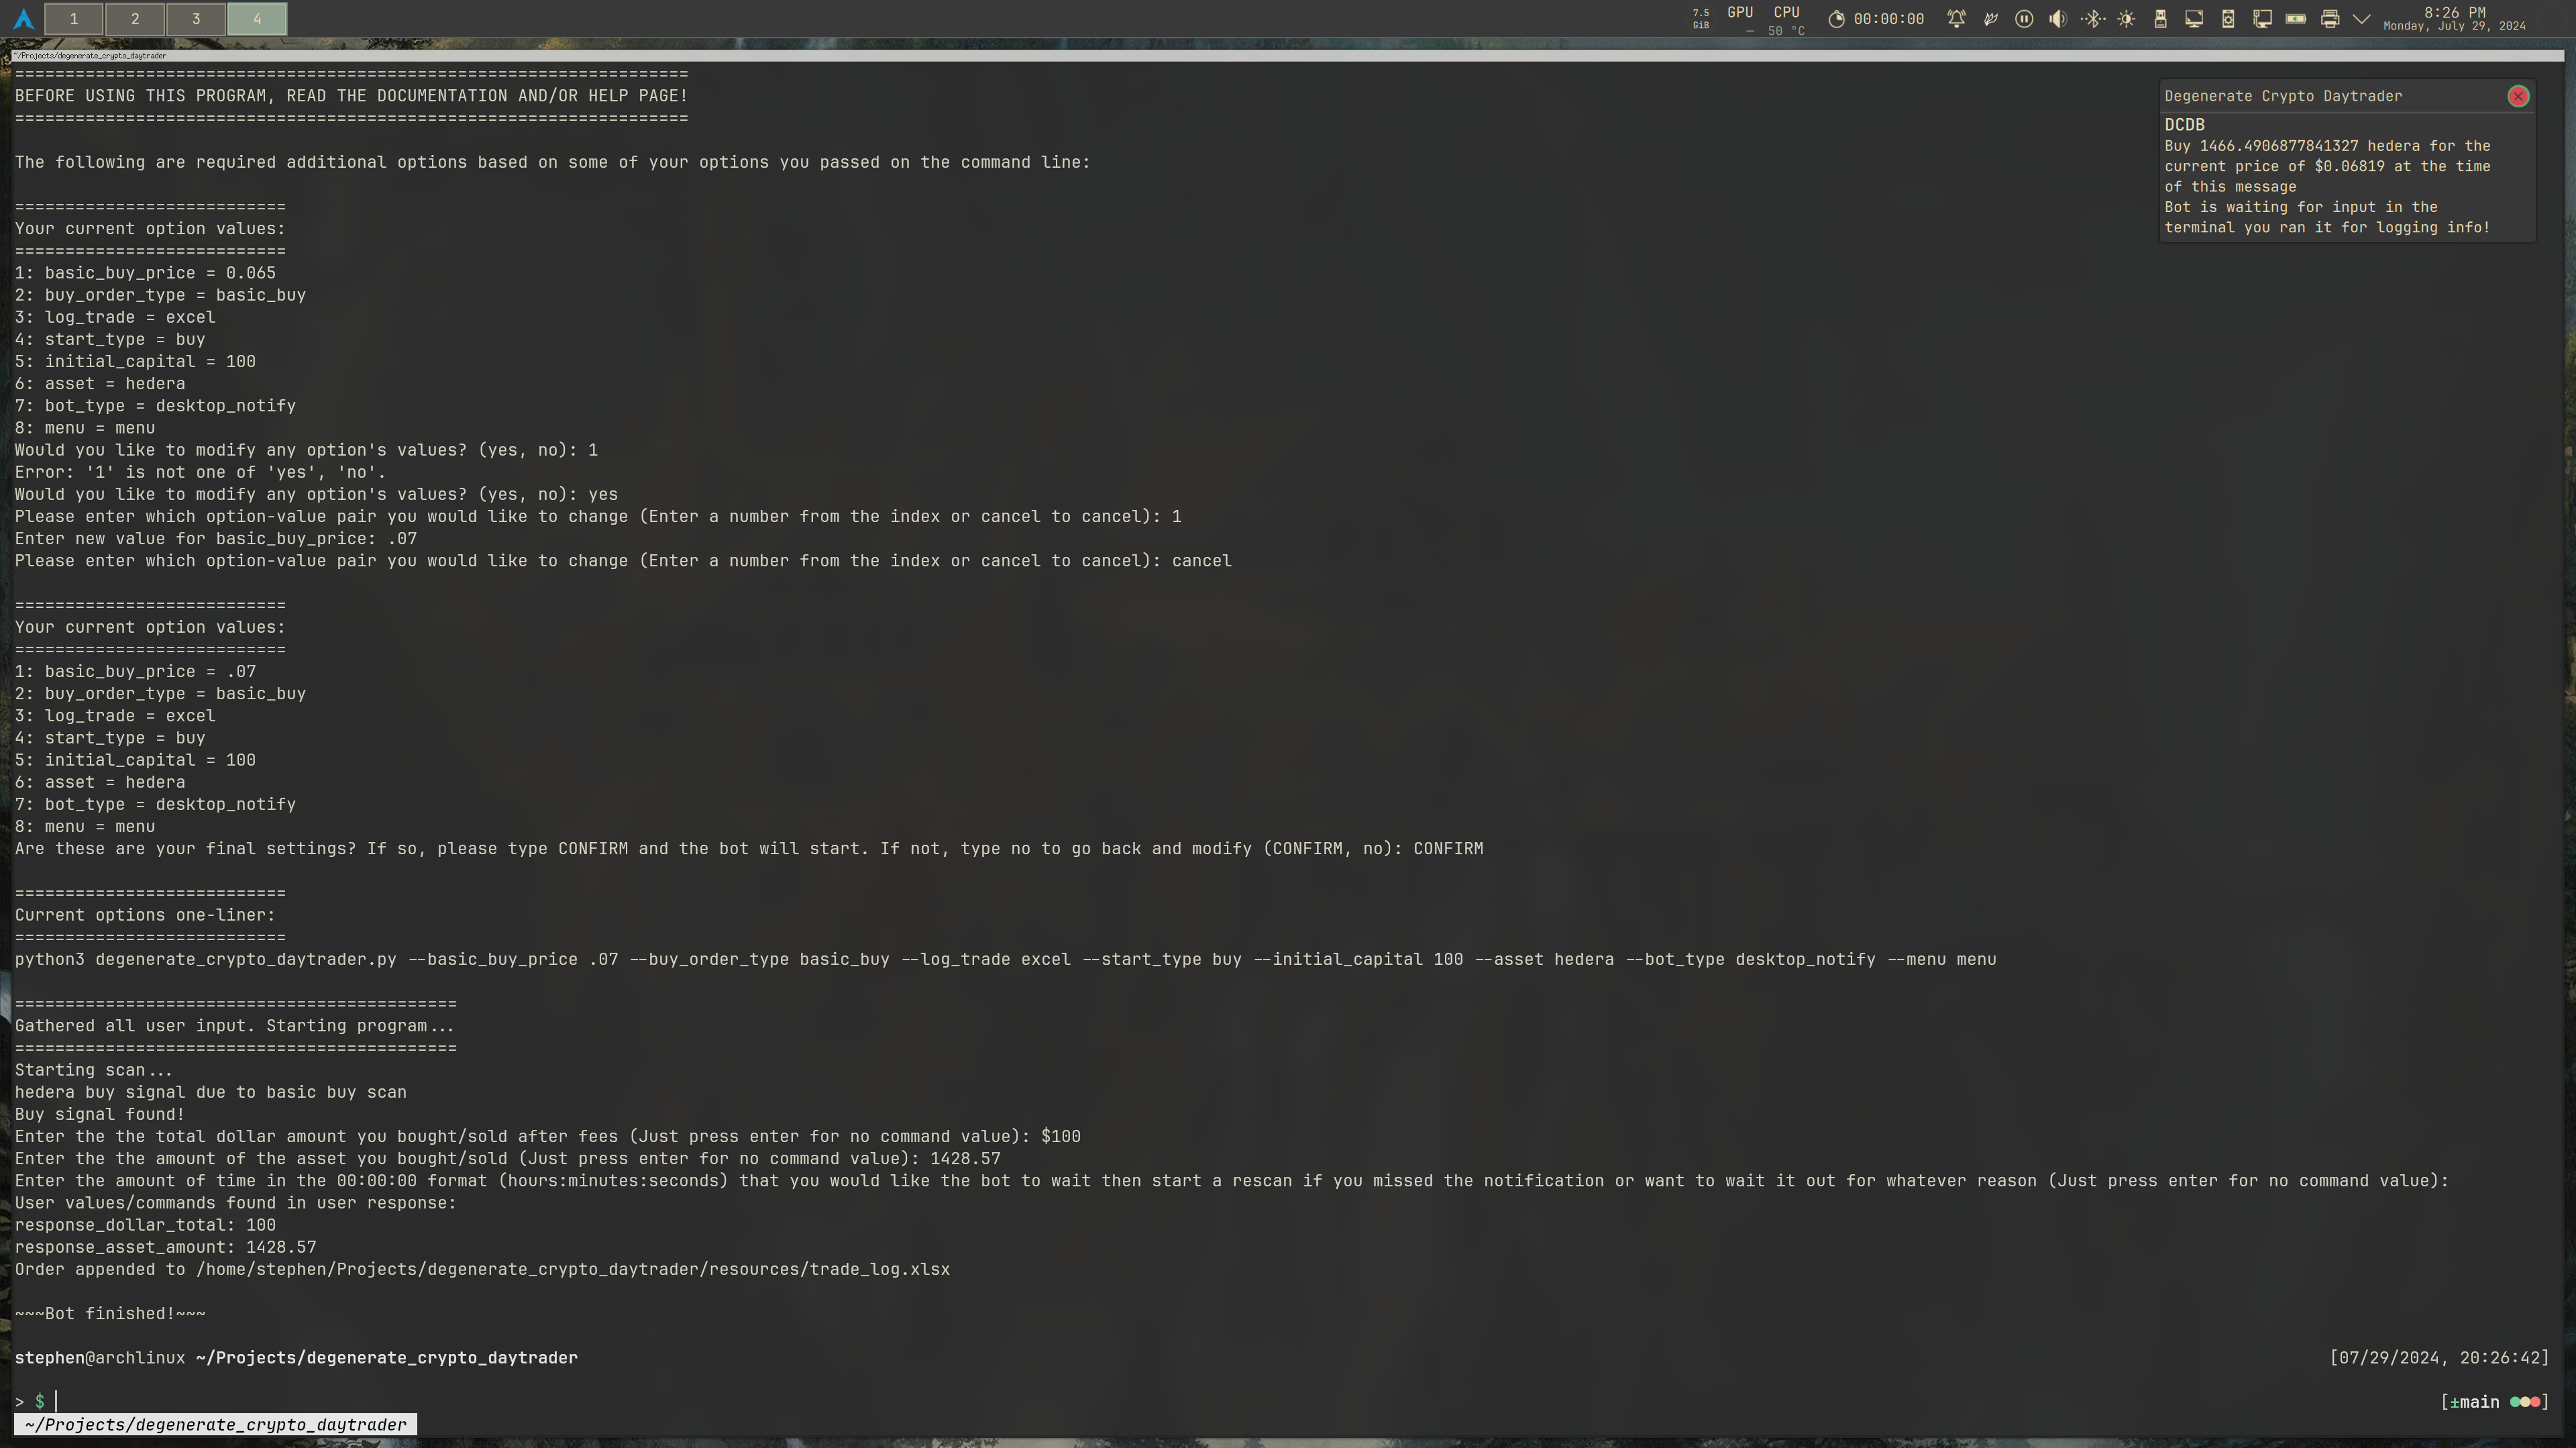 1 2 3 4
7.5 GiB
GPU –
CPU 50 °C
00:00:00
8:26 PM
Monday, July 29, 2024
~/Projects/degenerate_crypto_daytrader
===================================================================
BEFORE USING THIS PROGRAM, READ THE DOCUMENTATION AND/OR HELP PAGE!
===================================================================
The following are required additional options based on some of your options you passed on the command line:
===========================
Your current option values:
===========================
1: basic_buy_price = 0.065
2: buy_order_type = basic_buy
3: log_trade = excel
4: start_type = buy
5: initial_capital = 100
6: asset = hedera
7: bot_type = desktop_notify
8: menu = menu
Would you like to modify any option's values? (yes, no): 1
Error: '1' is not one of 'yes', 'no'.
Would you like to modify any option's values? (yes, no): yes
Please enter which option-value pair you would like to change (Enter a number from the index or cancel to cancel): 1
Enter new value for basic_buy_price: .07
Please enter which option-value pair you would like to change (Enter a number from the index or cancel to cancel): cancel
===========================
Your current option values:
===========================
1: basic_buy_price = .07
2: buy_order_type = basic_buy
3: log_trade = excel
4: start_type = buy
5: initial_capital = 100
6: asset = hedera
7: bot_type = desktop_notify
8: menu = menu
Are these are your final settings? If so, please type CONFIRM and the bot will start. If not, type no to go back and modify (CONFIRM, no): CONFIRM
===========================
Current options one-liner:
===========================
python3 degenerate_crypto_daytrader.py --basic_buy_price .07 --buy_order_type basic_buy --log_trade excel --start_type buy --initial_capital 100 --asset hedera --bot_type desktop_notify --menu menu
============================================
Gathered all user input. Starting program...
============================================
Starting scan...
hedera buy signal due to basic buy scan
Buy signal found!
Enter the the total dollar amount you bought/sold after fees (Just press enter for no command value): $100
Enter the the amount of the asset you bought/sold (Just press enter for no command value): 1428.57
Enter the amount of time in the 00:00:00 format (hours:minutes:seconds) that you would like the bot to wait then start a rescan if you missed the notification or want to wait it out for whatever reason (Just press enter for no command value):
User values/commands found in user response:
response_dollar_total: 100
response_asset_amount: 1428.57
Order appended to /home/stephen/Projects/degenerate_crypto_daytrader/resources/trade_log.xlsx
~~~Bot finished!~~~
stephen@archlinux ~/Projects/degenerate_crypto_daytrader [07/29/2024, 20:26:42]
> $ [±main ●●●]
~/Projects/degenerate_crypto_daytrader
Degenerate Crypto Daytrader
DCDB
Buy 1466.4906877841327 hedera for the
current price of $0.06819 at the time
of this message
Bot is waiting for input in the
terminal you ran it for logging info!